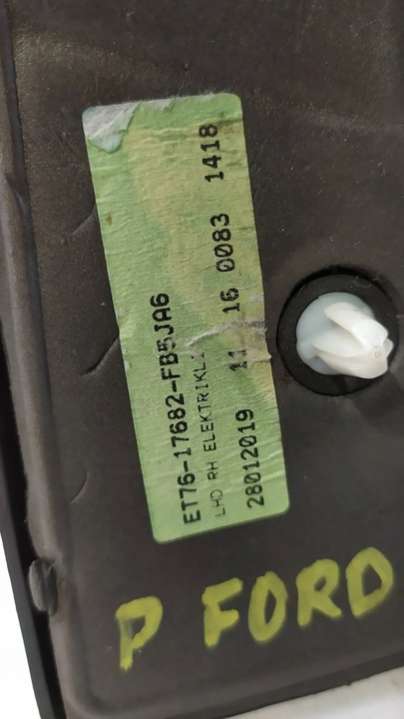 ET76-17682-FB5JA6
LHD RH ELEKTRIKLI
28012019 11 16 0083 1418
P FORD